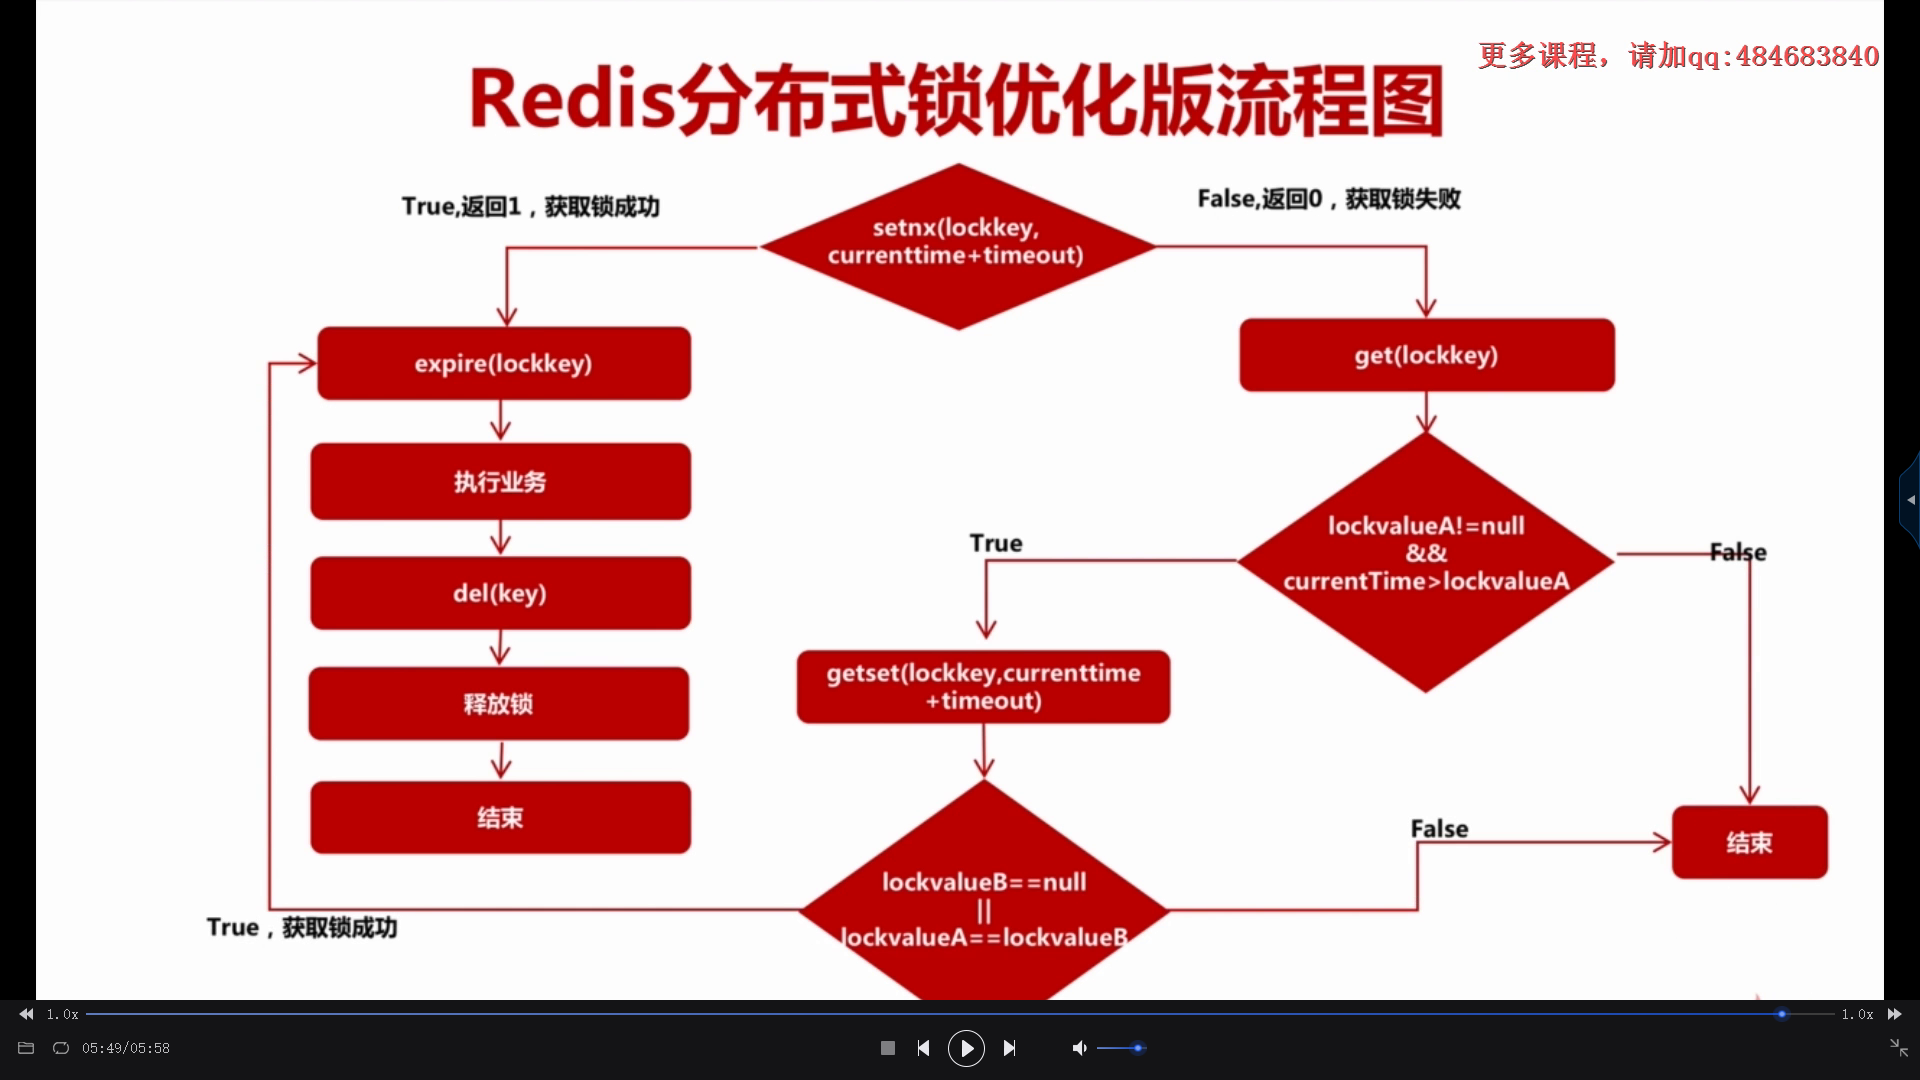 更多课程，请加qq:484683840
Redis分布式锁优化版流程图
True,返回1，获取锁成功
False,返回0，获取锁失败
setnx(lockkey,
currenttime+timeout)
expire(lockkey)
get(lockkey)
执行业务
lockvalueA!=null
&&
currentTime>lockvalueA
True
False
del(key)
getset(lockkey,currenttime
+timeout)
释放锁
结束
False
结束
lockvalueB==null
||
lockvalueA==lockvalueB
True，获取锁成功
1.0x
1.0x
05:49/05:58